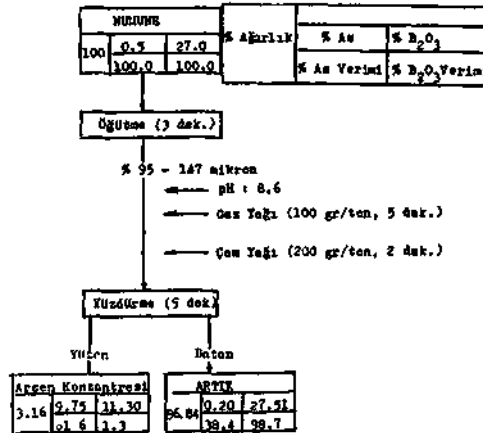 NUMUNE
100 0.5 27.0
100.0 100.0
% Ağırlık % As % B2O3
% As Verimi % B2O3 Verimi
Öğütme (3 dak.)
% 95 - 147 mikron
pH : 8,6
Gaz Yağı (100 gr/ton, 5 dak.)
Çam Yağı (200 gr/ton, 2 dak.)
Yüzdürme (5 dak)
Yüzen Batan
Arsen Konsantresi
3.16 9.75 11.30
61.6 1.3
ARTIK
96.84 0.20 27.51
38.4 98.7